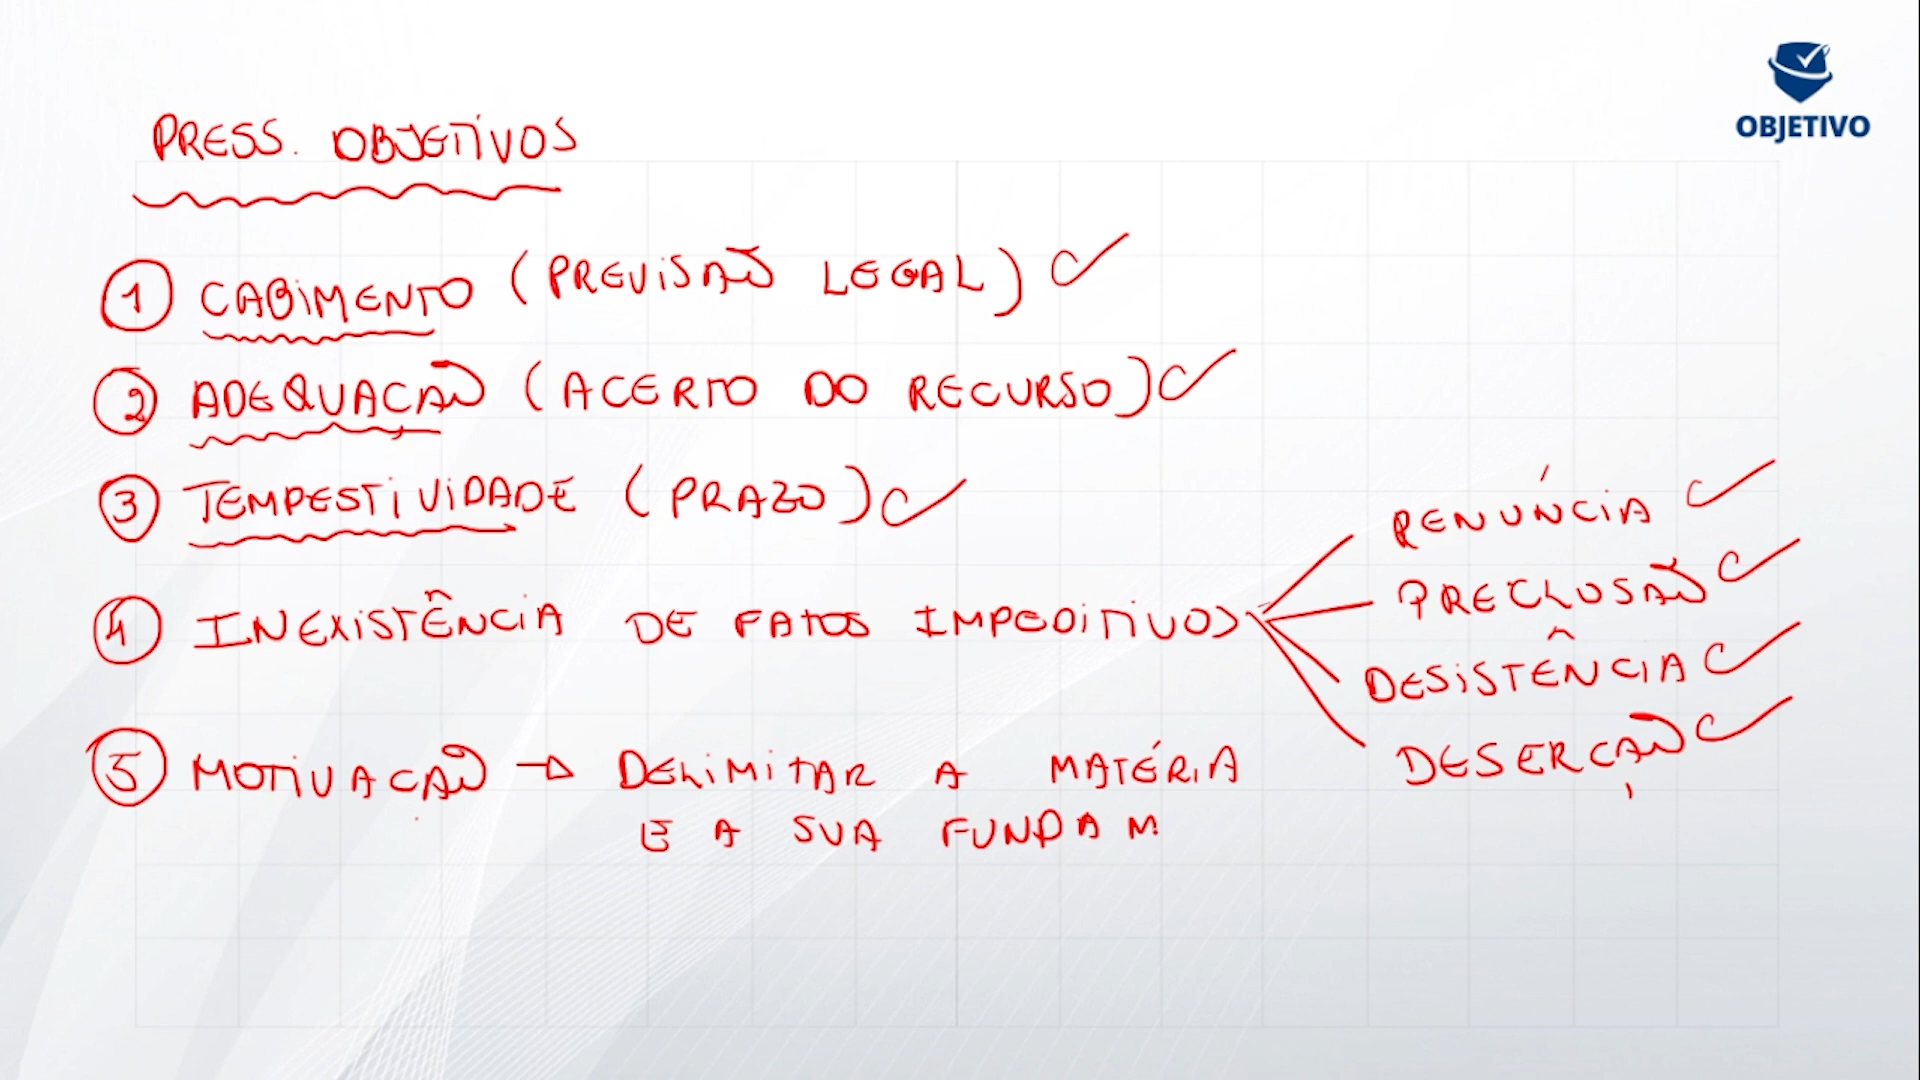 OBJETIVO
PRESS. OBJETIVOS
1 CABIMENTO (PREVISÃO LEGAL)
2 ADEQUAÇÃO (ACERTO DO RECURSO)
3 TEMPESTIVIDADE (PRAZO)
4 INEXISTÊNCIA DE FATOS IMPEDITIVOS
RENÚNCIA
PRECLUSÃO
DESISTÊNCIA
DESERÇÃO
5 MOTIVAÇÃO → DELIMITAR A MATÉRIA
E A SUA FUNDAM